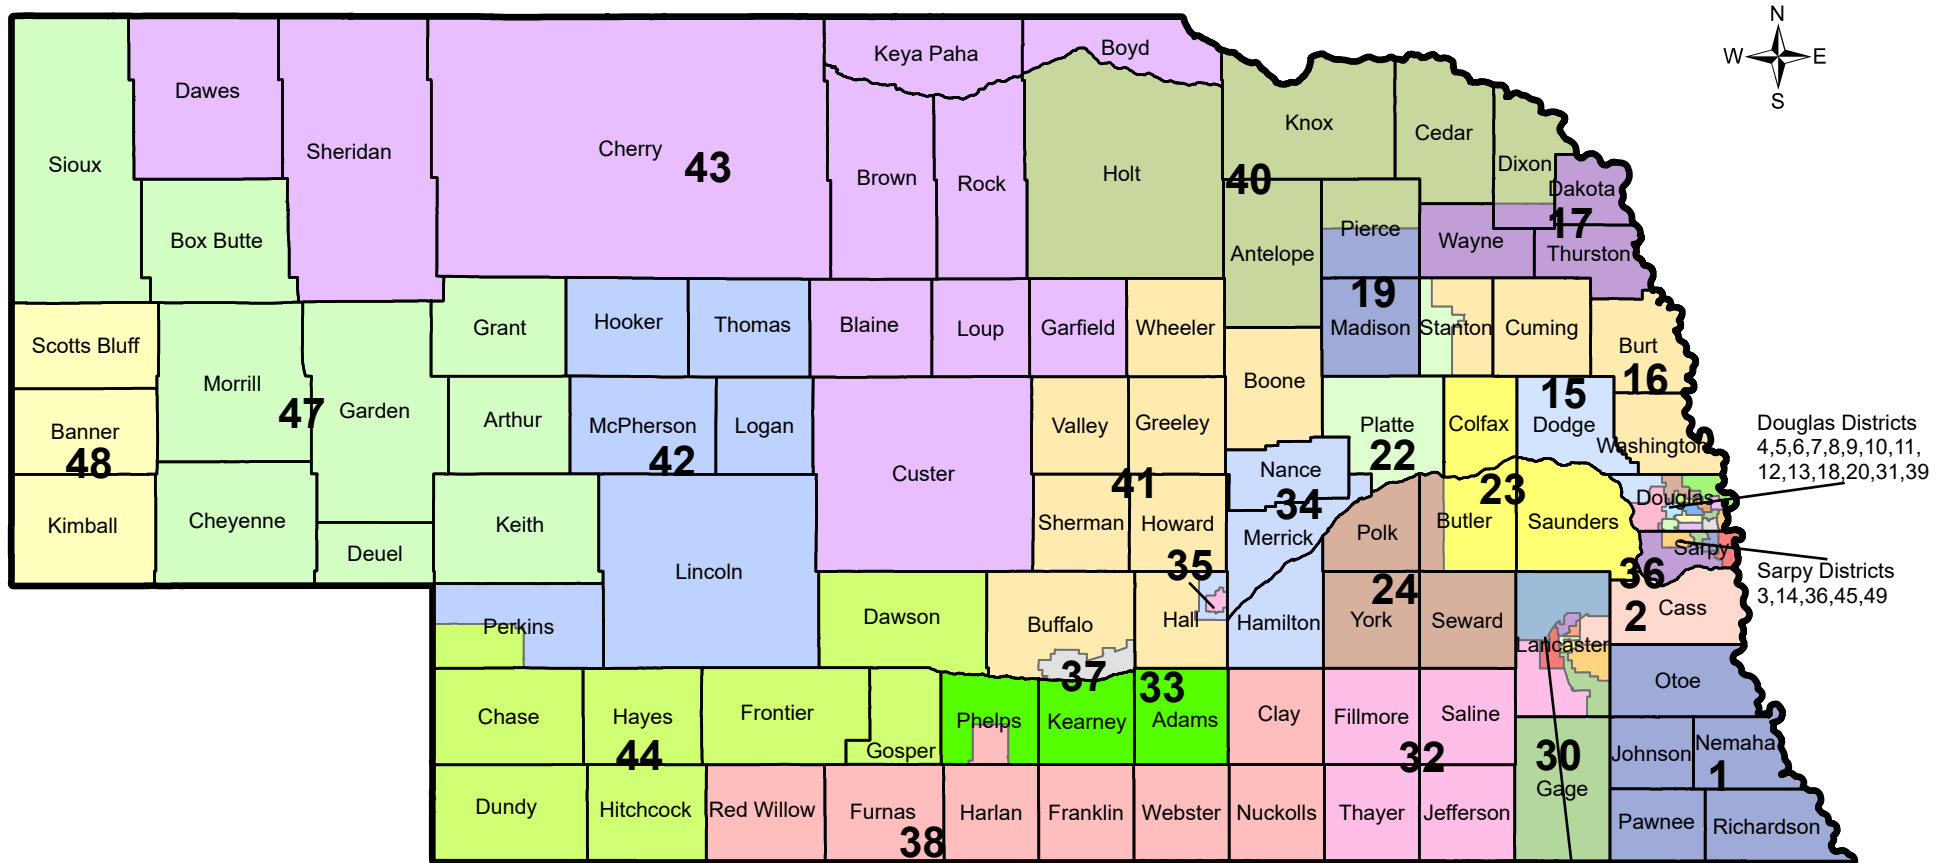 N
W
E
S
Keya Paha
Boyd
Dawes
Sheridan
Cherry
43
Sioux
Brown
Rock
Holt
Knox
Cedar
Dixon
Dakota
40
17
Box Butte
Antelope
Pierce
Wayne
Thurston
19
Scotts Bluff
Morrill
Grant
Hooker
Thomas
Blaine
Loup
Garfield
Wheeler
Madison
Stanton
Cuming
Burt
16
Boone
47
Garden
Arthur
McPherson
Logan
Valley
Greeley
Platte
Colfax
15
Dodge
Washington
Banner
48
42
Custer
41
Nance
34
22
23
Douglas
Douglas Districts
4,5,6,7,8,9,10,11,
12,13,18,20,31,39
Kimball
Cheyenne
Deuel
Keith
Lincoln
Sherman
Howard
Merrick
Polk
Butler
Saunders
Sarpy
36
Sarpy Districts
3,14,36,45,49
35
24
2
Cass
Perkins
Dawson
Buffalo
Hall
Hamilton
York
Seward
Lancaster
37
33
Otoe
Chase
Hayes
Frontier
Gosper
Phelps
Kearney
Adams
Clay
Fillmore
Saline
44
32
30
Gage
Johnson
Nemaha
1
Dundy
Hitchcock
Red Willow
Furnas
38
Harlan
Franklin
Webster
Nuckolls
Thayer
Jefferson
Pawnee
Richardson